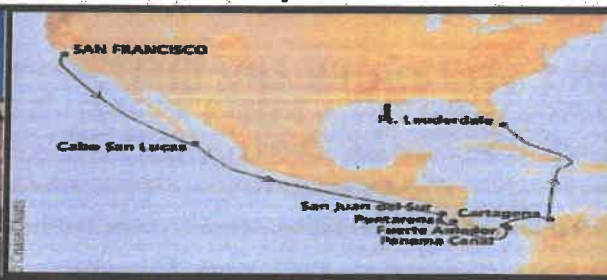 SAN FRANCISCO
Ft. Lauderdale
Cabo San Lucas
San Juan del Sur
Cartagena
Puntarenas
Fuerte Amador
Panama Canal